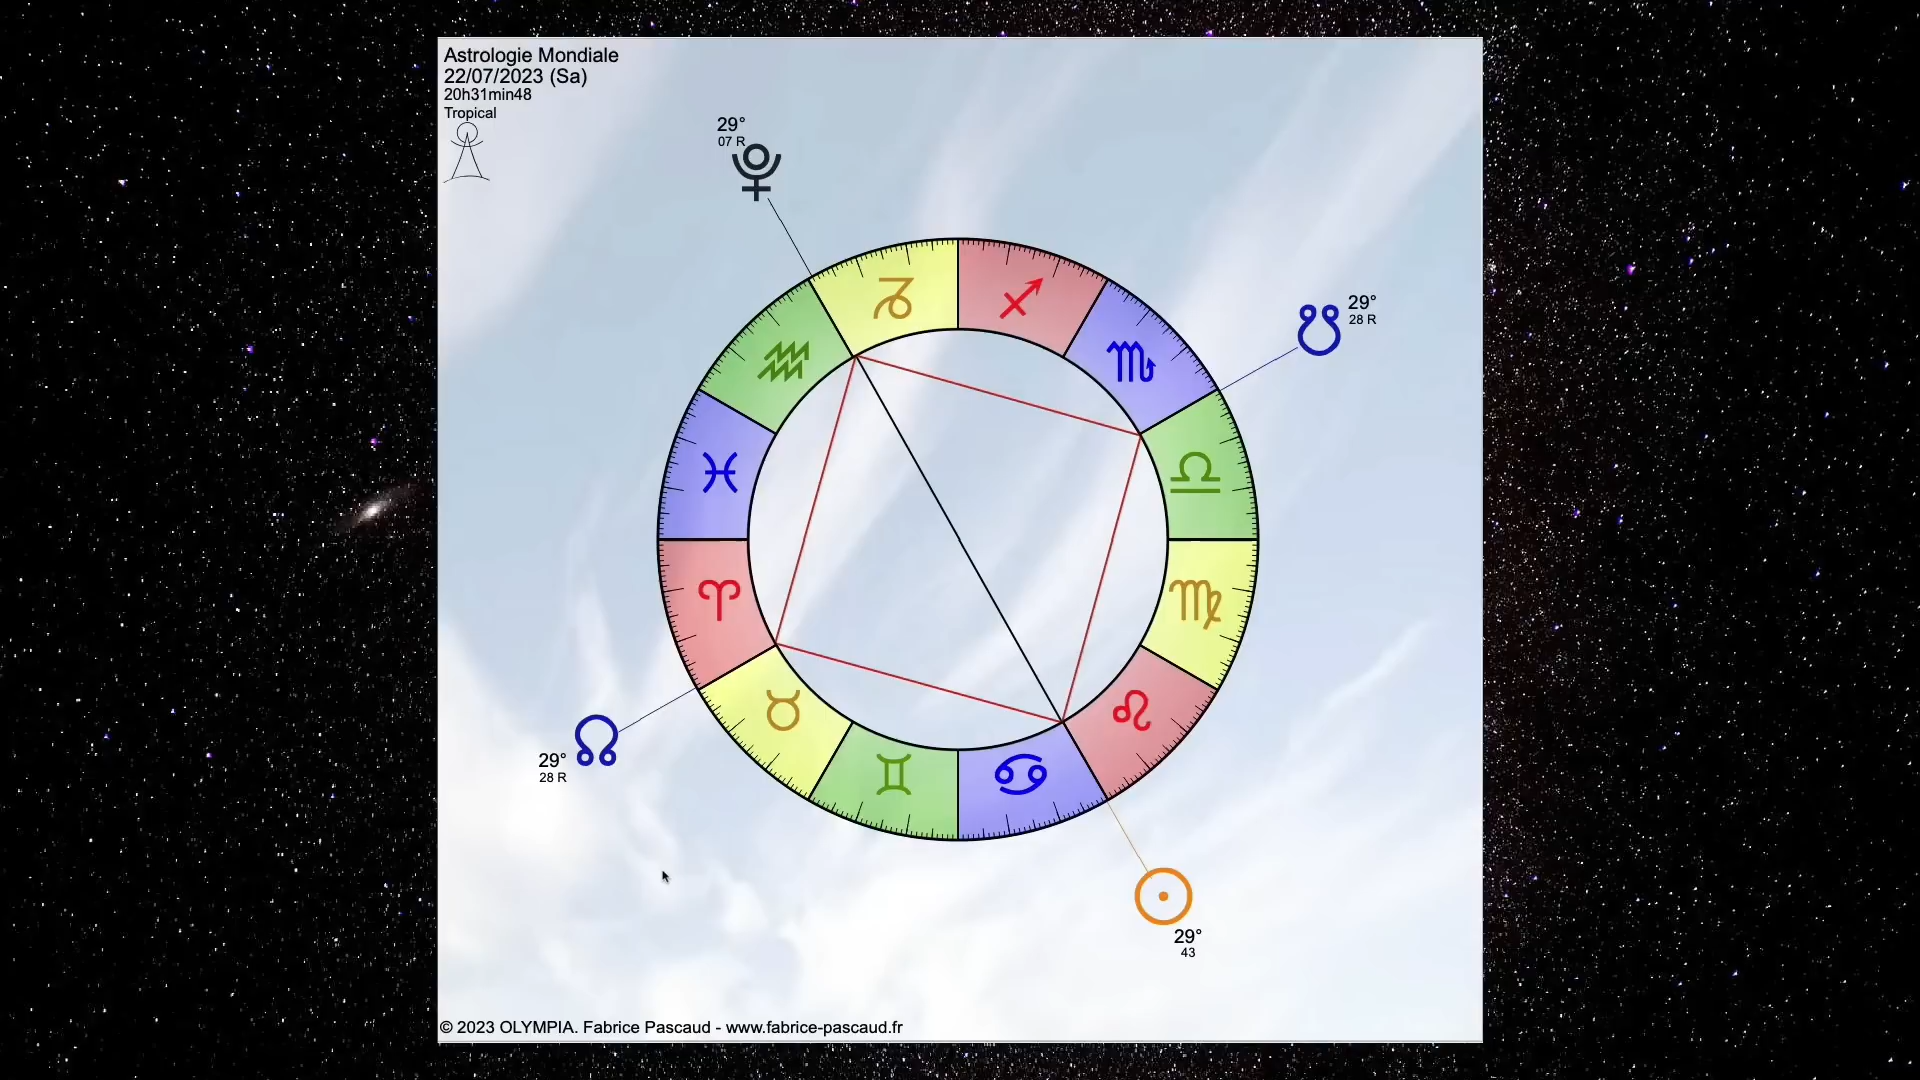 Astrologie Mondiale
22/07/2023 (Sa)
20h31min48
Tropical
29°
07 R
29°
28 R
29°
28 R
29°
43
© 2023 OLYMPIA. Fabrice Pascaud - www.fabrice-pascaud.fr